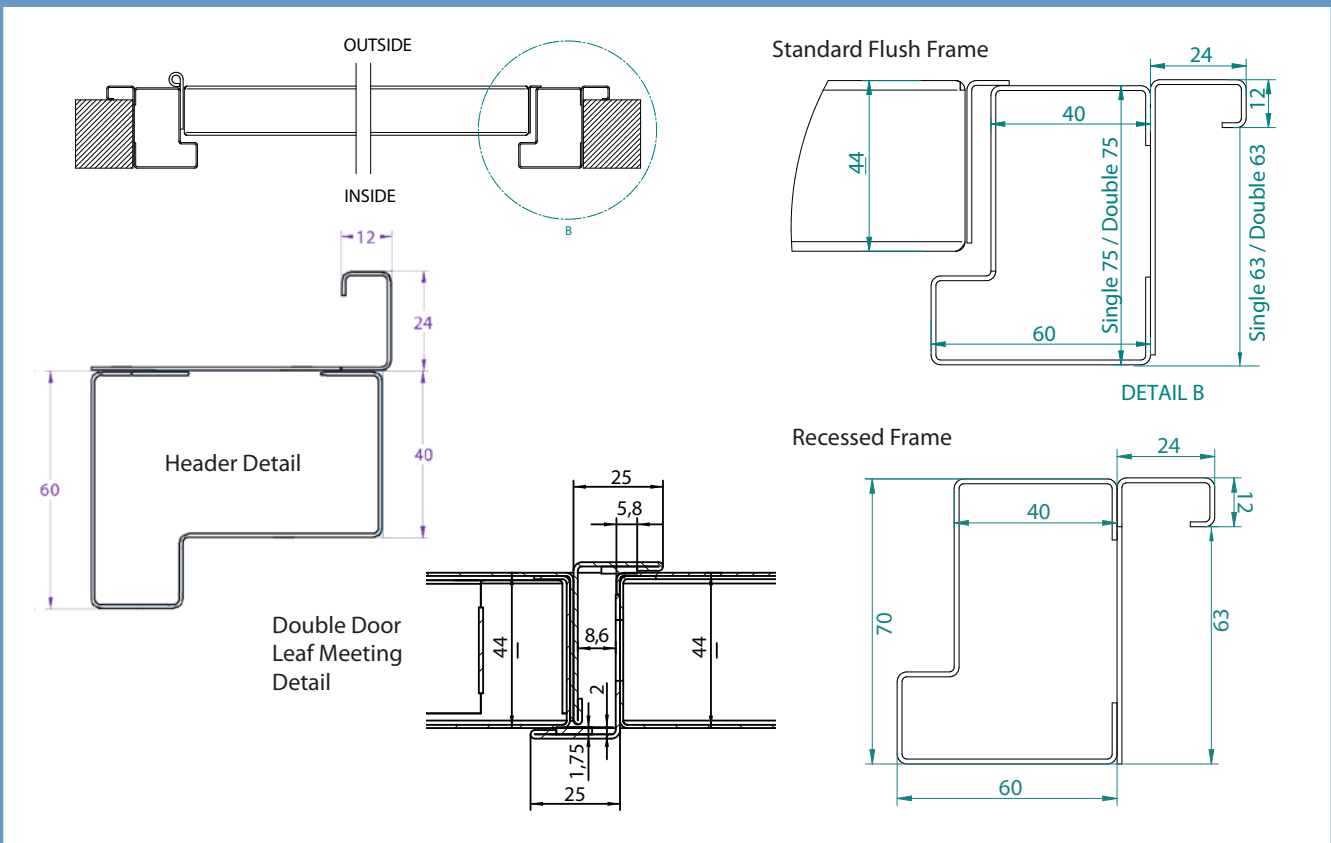 OUTSIDE
INSIDE
B
Standard Flush Frame
24
12
40
44
Single 75 / Double 75
Single 63 / Double 63
60
DETAIL B
12
24
40
60
Header Detail
Double Door
Leaf Meeting
Detail
25
5,8
44
8,6
44
2
1,75
25
Recessed Frame
24
12
40
70
63
60